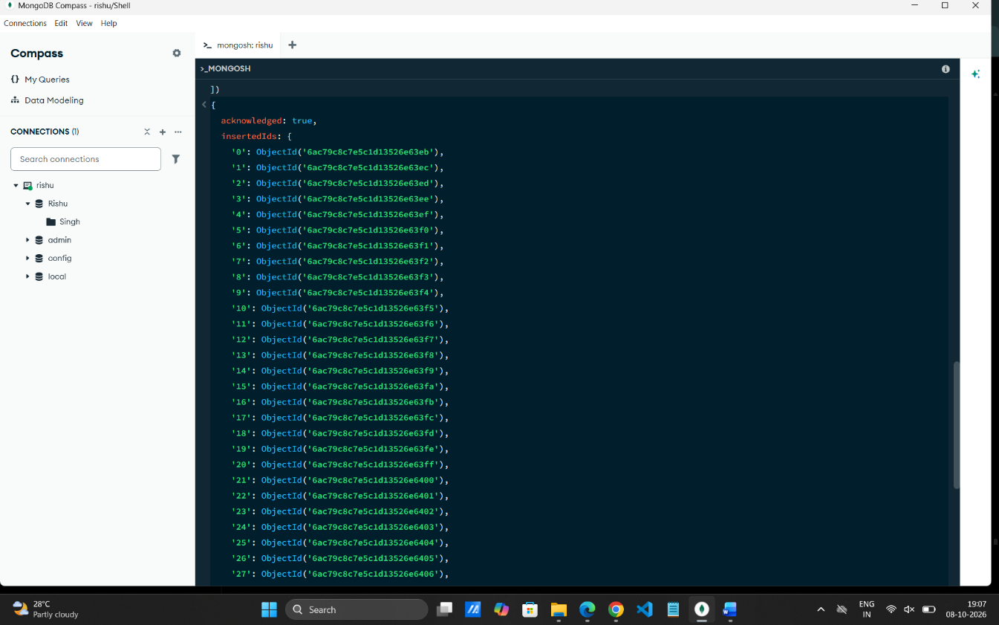 MongoDB Compass - rishu/Shell
Connections Edit View Help
Compass
My Queries
Data Modeling
CONNECTIONS (1)
Search connections
rishu
Rishu
Singh
admin
config
local
>_ mongosh: rishu
>_MONGOSH
])
{
acknowledged: true,
insertedIds: {
'0': ObjectId('6ac79c8c7e5c1d13526e63eb'),
'1': ObjectId('6ac79c8c7e5c1d13526e63ec'),
'2': ObjectId('6ac79c8c7e5c1d13526e63ed'),
'3': ObjectId('6ac79c8c7e5c1d13526e63ee'),
'4': ObjectId('6ac79c8c7e5c1d13526e63ef'),
'5': ObjectId('6ac79c8c7e5c1d13526e63f0'),
'6': ObjectId('6ac79c8c7e5c1d13526e63f1'),
'7': ObjectId('6ac79c8c7e5c1d13526e63f2'),
'8': ObjectId('6ac79c8c7e5c1d13526e63f3'),
'9': ObjectId('6ac79c8c7e5c1d13526e63f4'),
'10': ObjectId('6ac79c8c7e5c1d13526e63f5'),
'11': ObjectId('6ac79c8c7e5c1d13526e63f6'),
'12': ObjectId('6ac79c8c7e5c1d13526e63f7'),
'13': ObjectId('6ac79c8c7e5c1d13526e63f8'),
'14': ObjectId('6ac79c8c7e5c1d13526e63f9'),
'15': ObjectId('6ac79c8c7e5c1d13526e63fa'),
'16': ObjectId('6ac79c8c7e5c1d13526e63fb'),
'17': ObjectId('6ac79c8c7e5c1d13526e63fc'),
'18': ObjectId('6ac79c8c7e5c1d13526e63fd'),
'19': ObjectId('6ac79c8c7e5c1d13526e63fe'),
'20': ObjectId('6ac79c8c7e5c1d13526e63ff'),
'21': ObjectId('6ac79c8c7e5c1d13526e6400'),
'22': ObjectId('6ac79c8c7e5c1d13526e6401'),
'23': ObjectId('6ac79c8c7e5c1d13526e6402'),
'24': ObjectId('6ac79c8c7e5c1d13526e6403'),
'25': ObjectId('6ac79c8c7e5c1d13526e6404'),
'26': ObjectId('6ac79c8c7e5c1d13526e6405'),
'27': ObjectId('6ac79c8c7e5c1d13526e6406'),
28°C
Partly cloudy
Search
ENG
IN
19:07
08-10-2026